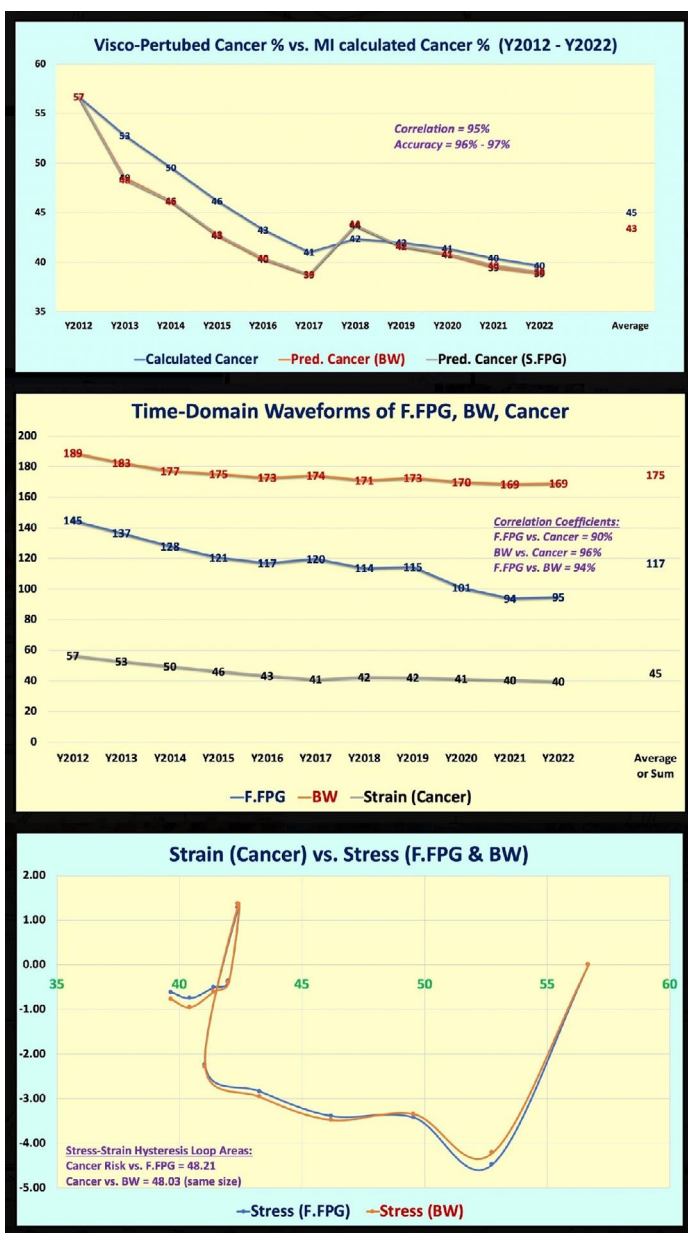 Visco-Pertubed Cancer % vs. MI calculated Cancer % (Y2012 - Y2022)
60
55
50
45
40
35
57
53
50
46
43
41
42
42
41
40
40
48
46
43
40
39
44
42
41
39
39
Correlation = 95%
Accuracy = 96% - 97%
45
43
Y2012 Y2013 Y2014 Y2015 Y2016 Y2017 Y2018 Y2019 Y2020 Y2021 Y2022 Average
Calculated Cancer Pred. Cancer (BW) Pred. Cancer (S.FPG)
Time-Domain Waveforms of F.FPG, BW, Cancer
200
180
160
140
120
100
80
60
40
20
0
189 183 177 175 173 174 171 173 170 169 169 175
Correlation Coefficients:
F.FPG vs. Cancer = 90%
BW vs. Cancer = 96%
F.FPG vs. BW = 94%
145 137 128 121 117 120 114 115 101 94 95 117
57 53 50 46 43 41 42 42 41 40 40 45
Y2012 Y2013 Y2014 Y2015 Y2016 Y2017 Y2018 Y2019 Y2020 Y2021 Y2022 Average
or Sum
F.FPG BW Strain (Cancer)
Strain (Cancer) vs. Stress (F.FPG & BW)
2.00
1.00
0.00
35 40 45 50 55 60
-1.00
-2.00
-3.00
-4.00
-5.00
Stress-Strain Hysteresis Loop Areas:
Cancer Risk vs. F.FPG = 48.21
Cancer vs. BW = 48.03 (same size)
Stress (F.FPG) Stress (BW)